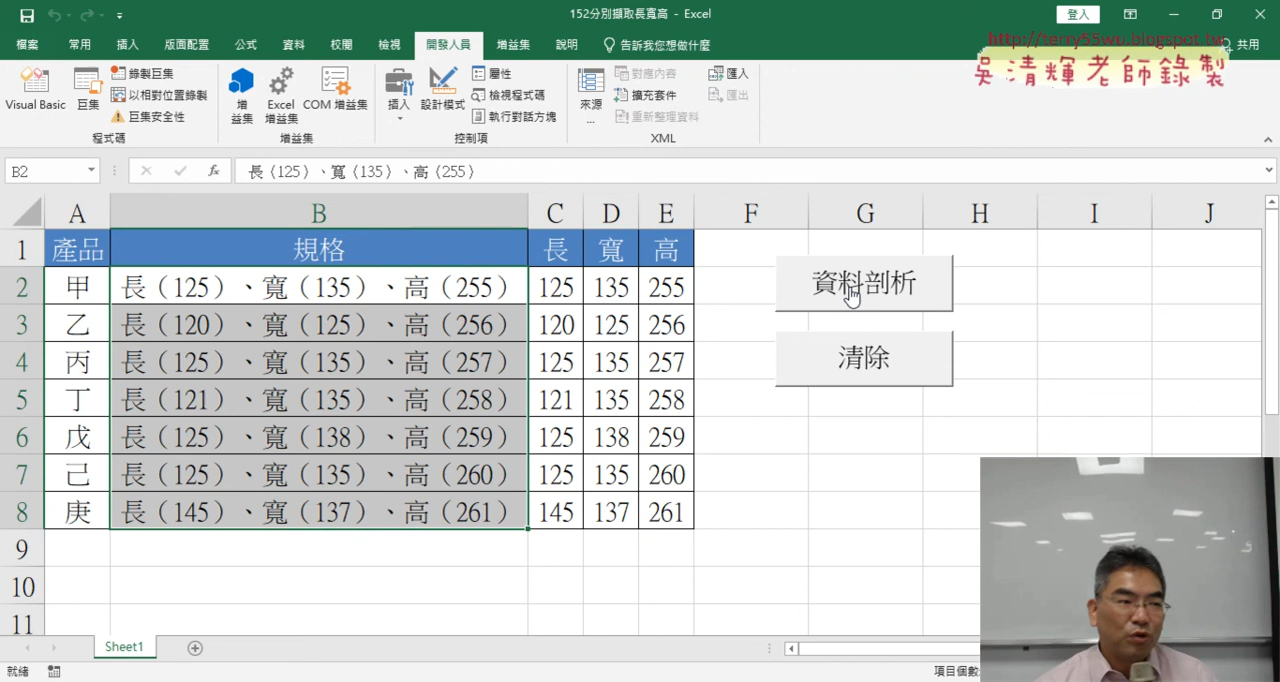 152分別擷取長寬高 - Excel
登入
檔案 常用 插入 版面配置 公式 資料 校閱 檢視 開發人員 增益集 說明 告訴我您想做什麼 共用
http://terry55wu.blogspot.tw
吳清輝老師錄製
Visual Basic 巨集 錄製巨集 以相對位置錄製 巨集安全性
增益集 Excel 增益集 COM 增益集
插入 設計模式 屬性 檢視程式碼 執行對話方塊
來源 ... 對應內容 擴充套件 重新整理資料 匯入 匯出
程式碼 增益集 控制項 XML
B2 fx 長（125）、寬（135）、高（255）
A B C D E F G H I J
1 產品 規格 長 寬 高
2 甲 長（125）、寬（135）、高（255） 125 135 255
3 乙 長（120）、寬（125）、高（256） 120 125 256
4 丙 長（125）、寬（135）、高（257） 125 135 257
5 丁 長（121）、寬（135）、高（258） 121 135 258
6 戊 長（125）、寬（138）、高（259） 125 138 259
7 己 長（125）、寬（135）、高（260） 125 135 260
8 庚 長（145）、寬（137）、高（261） 145 137 261
9
10
11
資料剖析
清除
Sheet1
就緒 項目個數